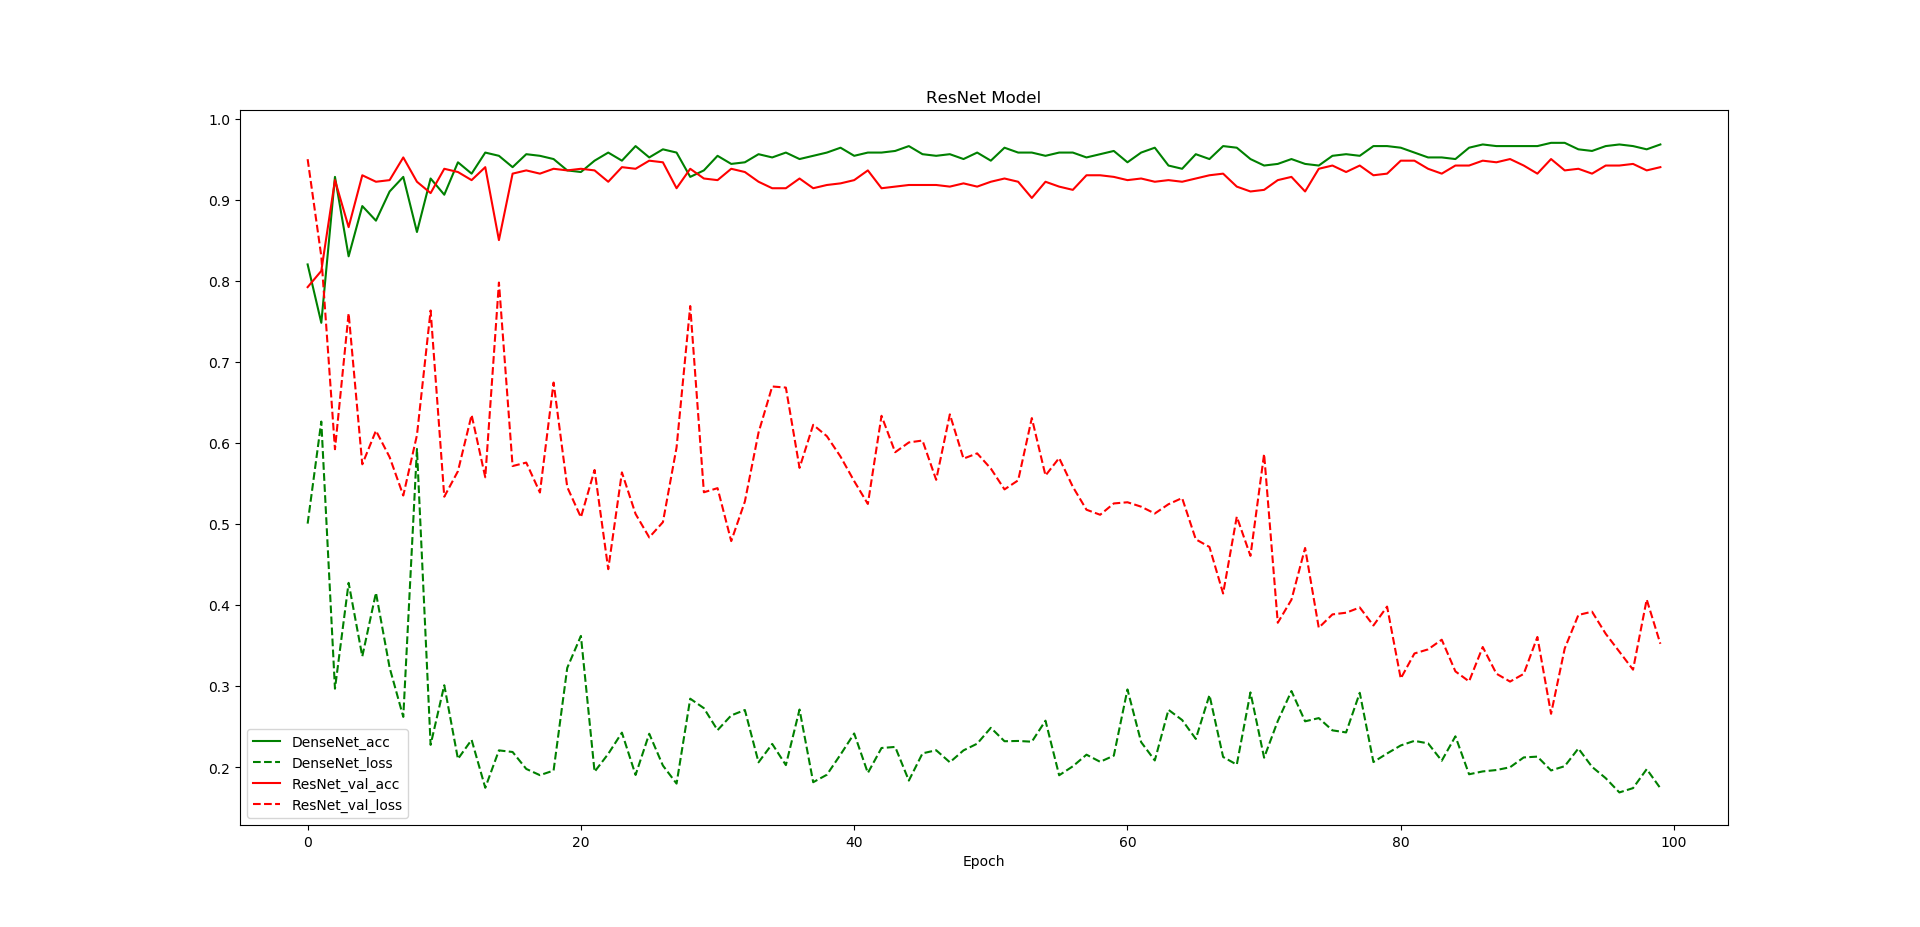 ResNet Model
1.0
0.9
0.8
0.7
0.6
0.5
0.4
0.3
0.2
DenseNet_acc
DenseNet_loss
ResNet_val_acc
ResNet_val_loss
0 20 40 60 80 100
Epoch